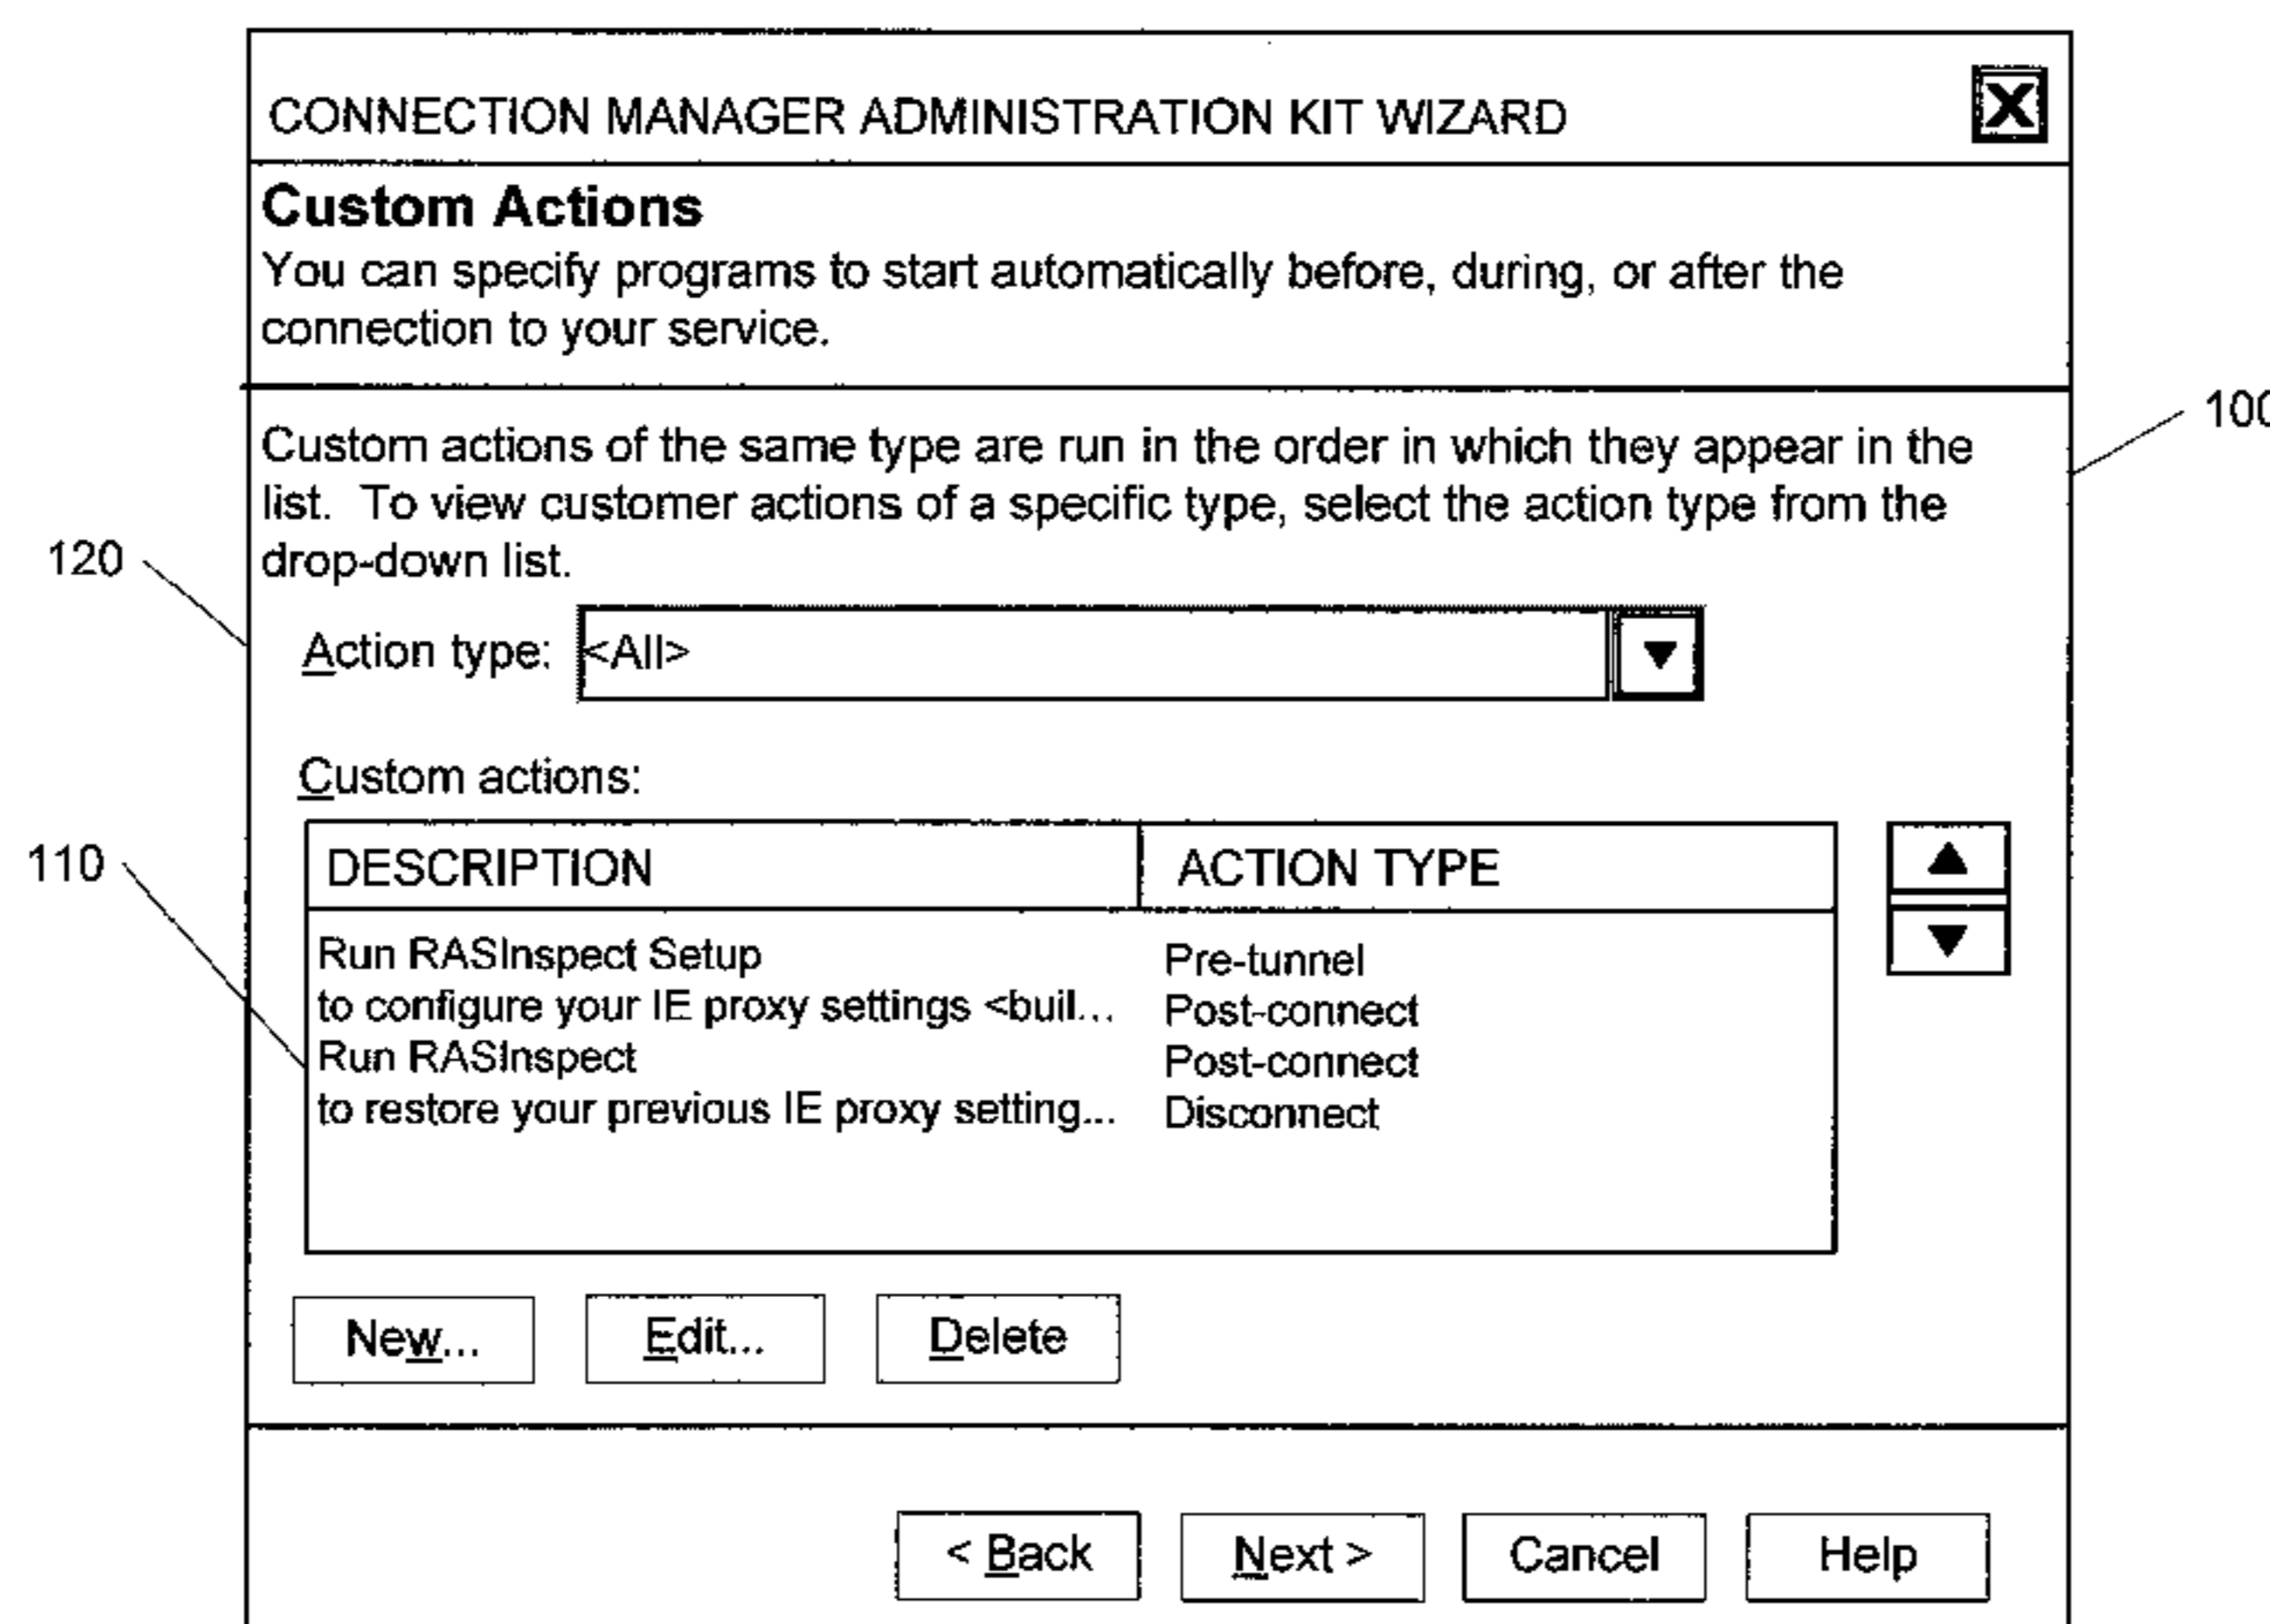 CONNECTION MANAGER ADMINISTRATION KIT WIZARD X
Custom Actions
You can specify programs to start automatically before, during, or after the
connection to your service.
100
Custom actions of the same type are run in the order in which they appear in the
list. To view customer actions of a specific type, select the action type from the
drop-down list.
120
Action type: <All>
Custom actions:
110
DESCRIPTION ACTION TYPE
Run RASInspect Setup Pre-tunnel
to configure your IE proxy settings <buil... Post-connect
Run RASInspect Post-connect
to restore your previous IE proxy setting... Disconnect
New... Edit... Delete
< Back Next > Cancel Help